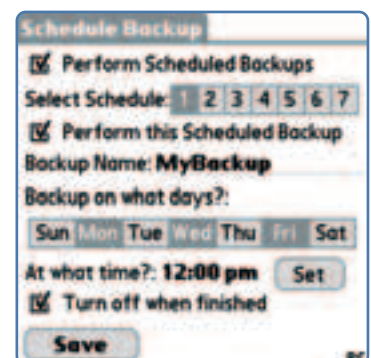 Schedule Backup
Perform Scheduled Backups
Select Schedule: 1 2 3 4 5 6 7
Perform this Scheduled Backup
Backup Name: MyBackup
Backup on what days?:
Sun Mon Tue Wed Thu Fri Sat
At what time?: 12:00 pm Set
Turn off when finished
Save